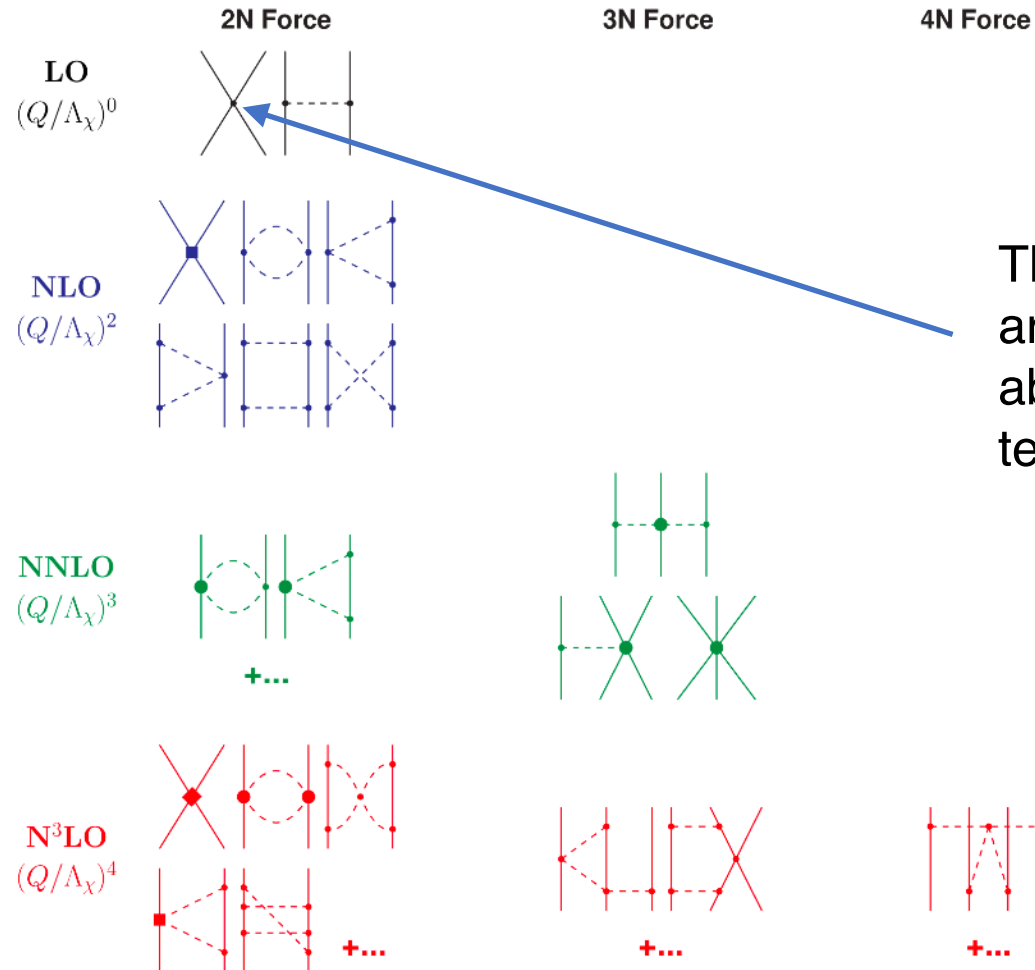 2N Force 3N Force 4N Force
LO
(Q/Λχ)⁰
NLO
(Q/Λχ)²
NNLO
(Q/Λχ)³
+...
N³LO
(Q/Λχ)⁴
+... +... +...